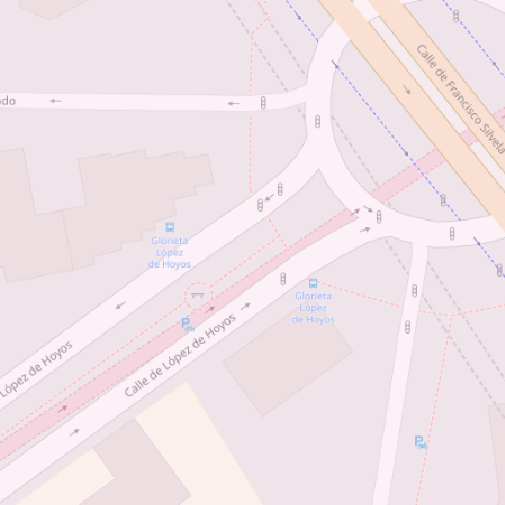 Calle de Francisco Silvela
Glorieta
López
de Hoyos
Glorieta
López
de Hoyos
López de Hoyos
Calle de López de Hoyos